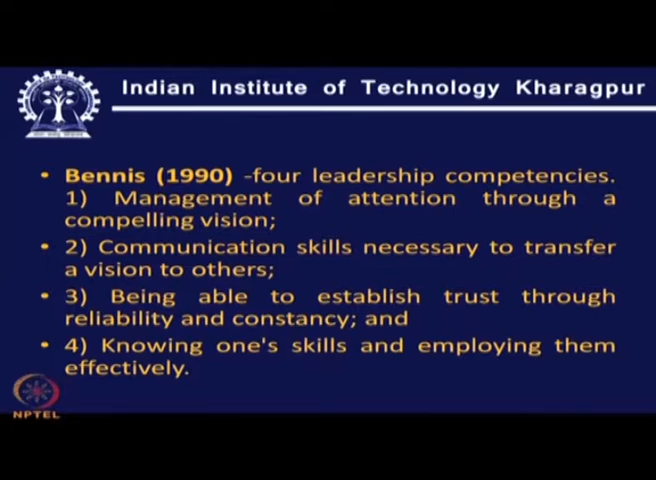 Indian Institute of Technology Kharagpur
• Bennis (1990) -four leadership competencies.
1) Management of attention through a
compelling vision;
• 2) Communication skills necessary to transfer
a vision to others;
• 3) Being able to establish trust through
reliability and constancy; and
• 4) Knowing one's skills and employing them
effectively.
NPTEL